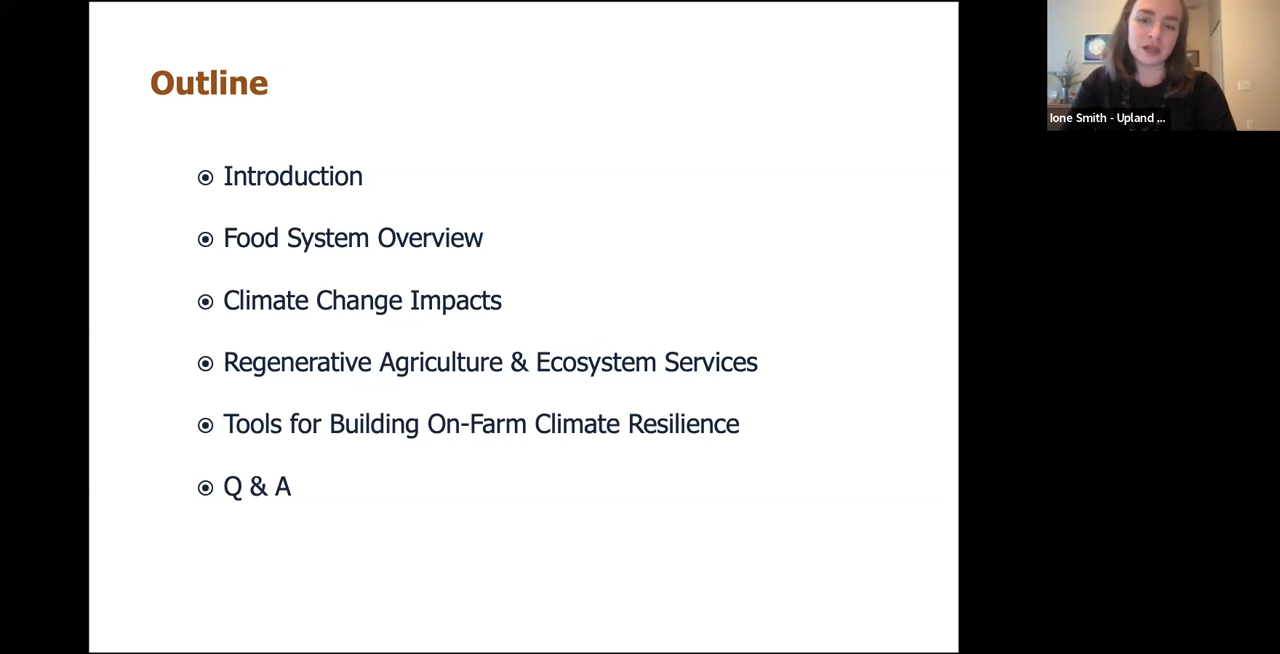 Outline
Introduction
Food System Overview
Climate Change Impacts
Regenerative Agriculture & Ecosystem Services
Tools for Building On-Farm Climate Resilience
Q & A
Ione Smith - Upland ...